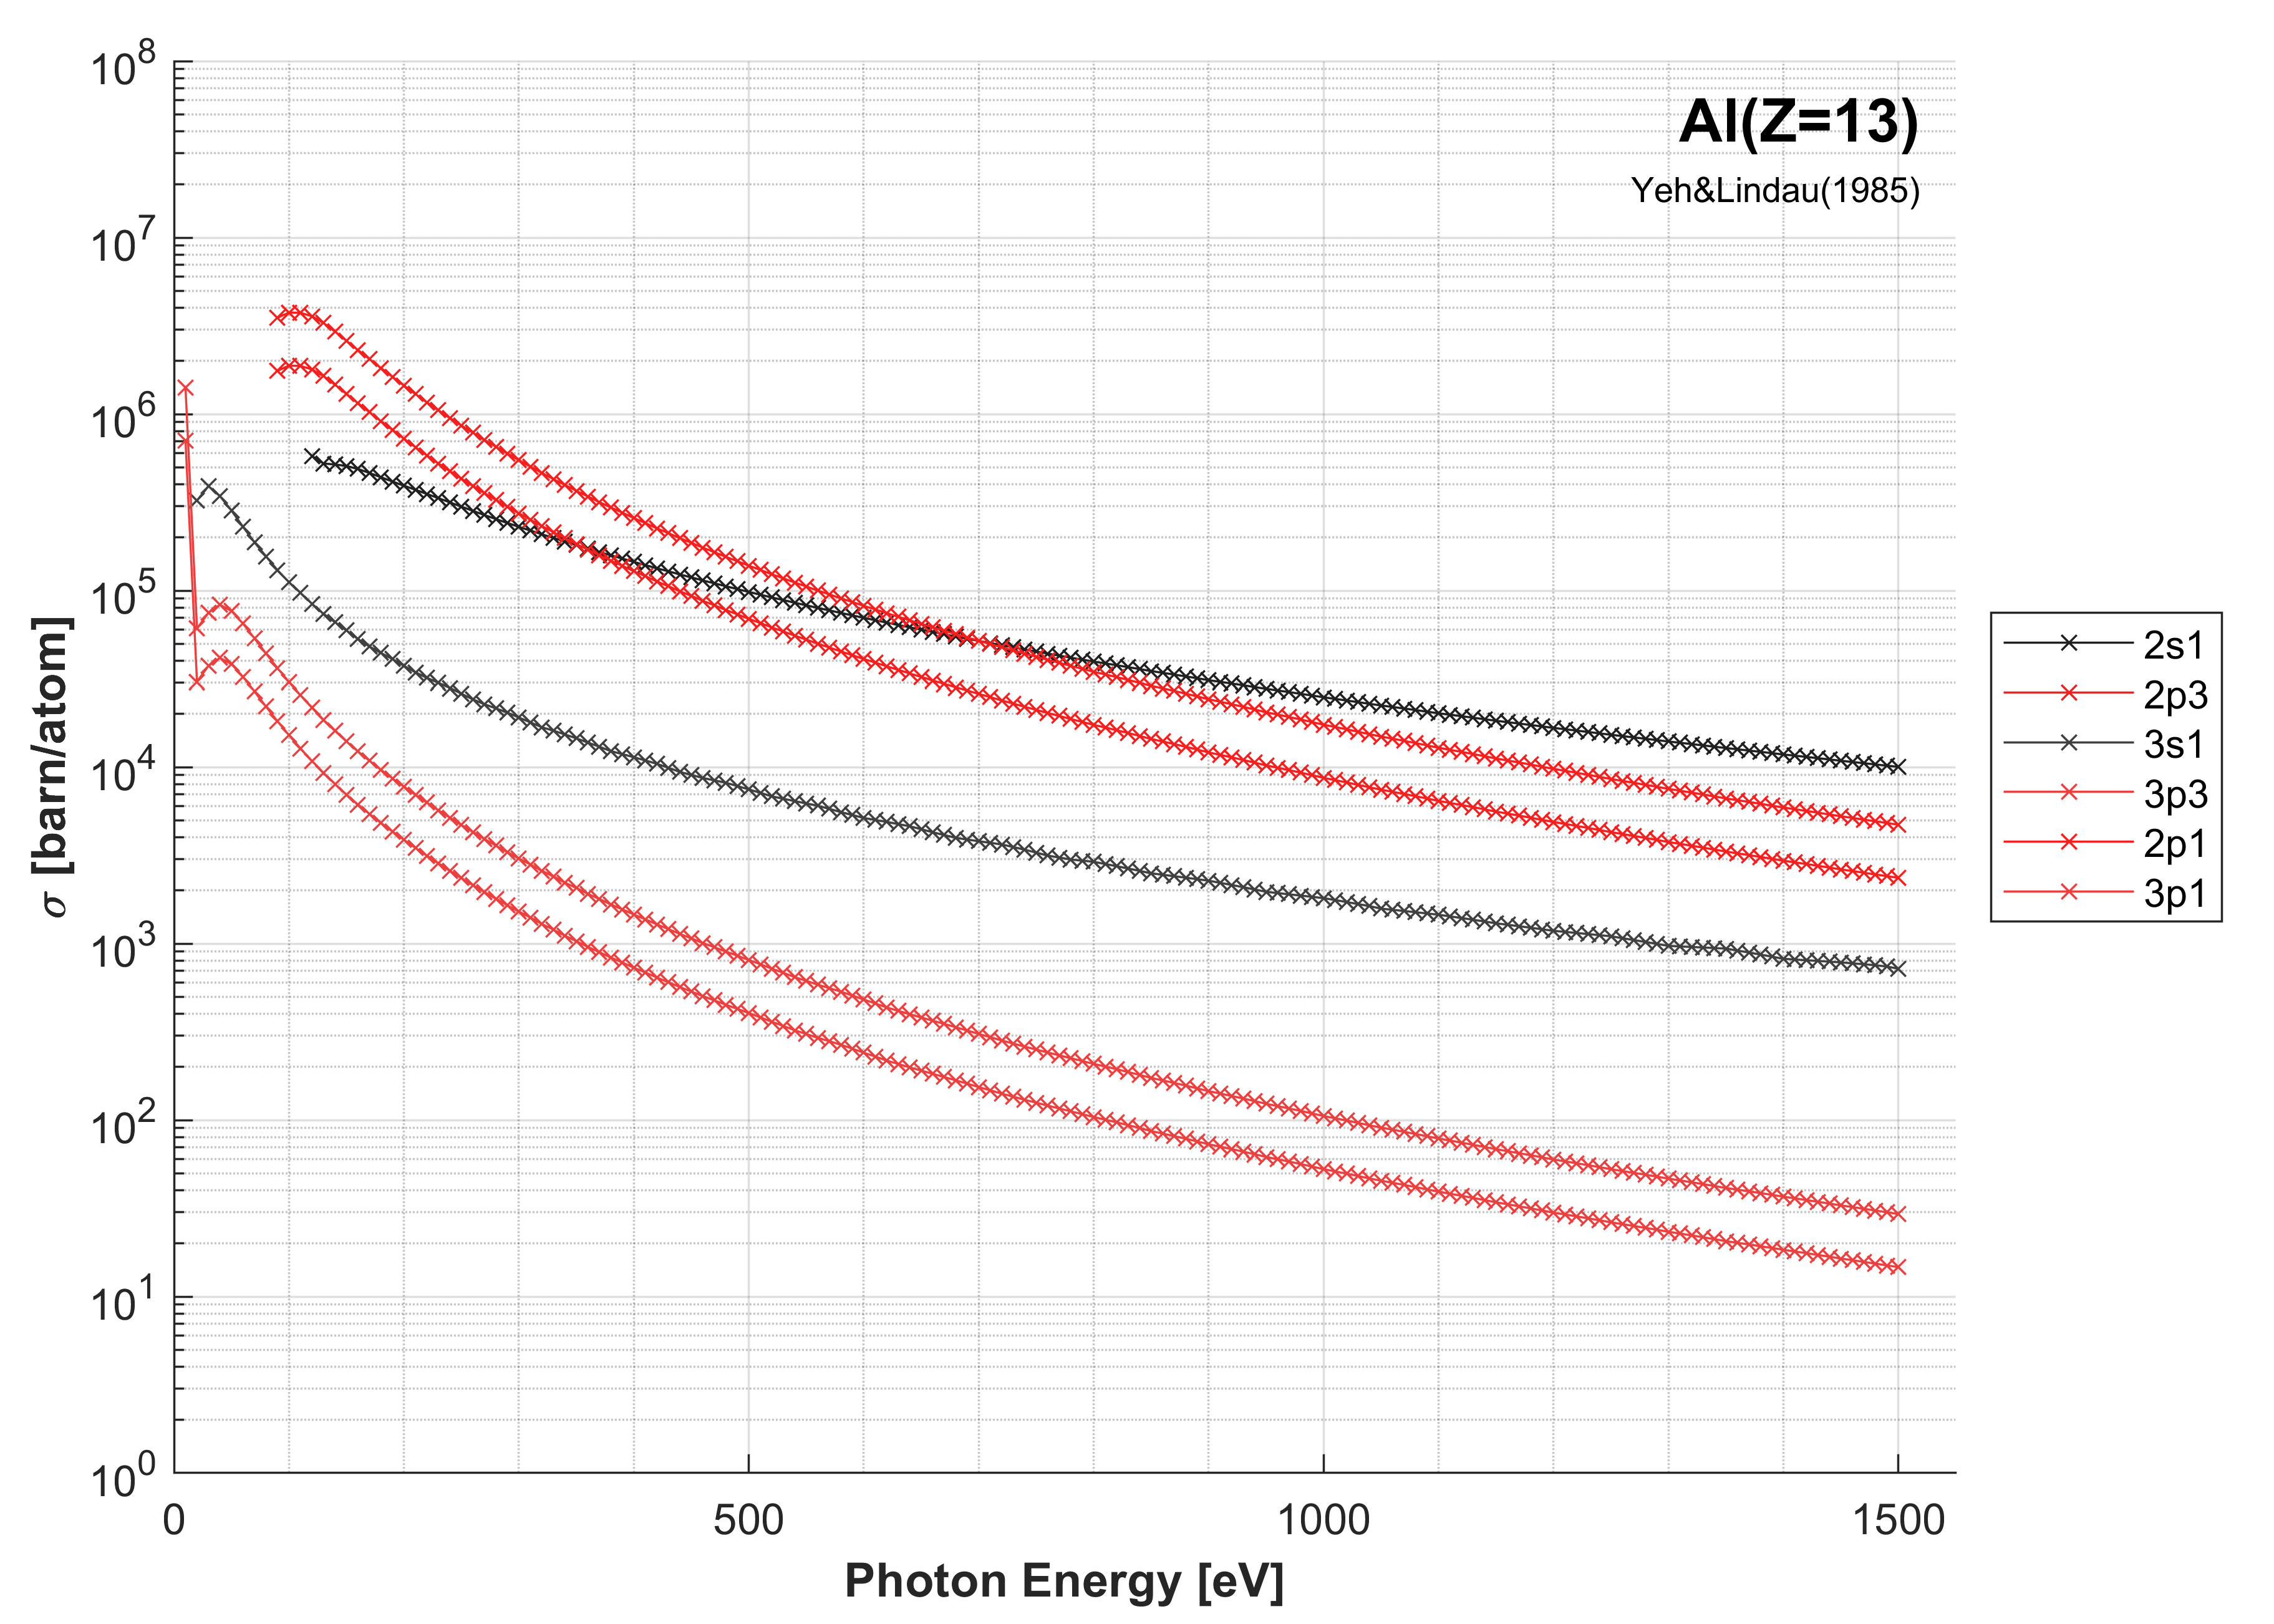 Al(Z=13)
Yeh&Lindau(1985)
10^8
10^7
10^6
10^5
10^4
10^3
10^2
10^1
10^0
σ [barn/atom]
0
500
1000
1500
Photon Energy [eV]
2s1
2p3
3s1
3p3
2p1
3p1